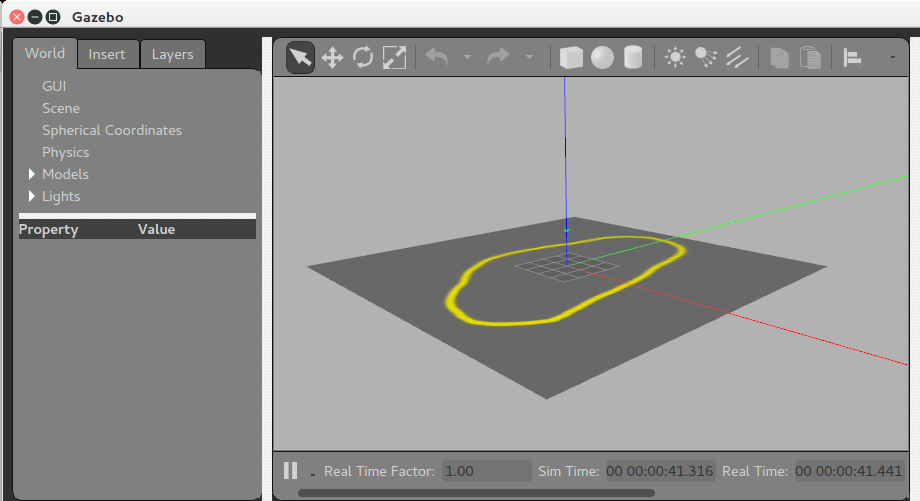 Gazebo
World Insert Layers
GUI
Scene
Spherical Coordinates
Physics
Models
Lights
Property Value
Real Time Factor: 1.00 Sim Time: 00 00:00:41.316 Real Time: 00 00:00:41.441